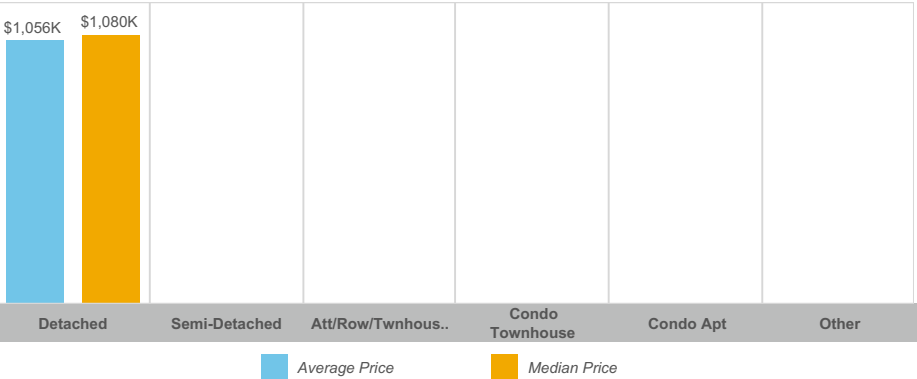 $1,056K
$1,080K
Detached
Semi-Detached
Att/Row/Twnhous..
Condo
Townhouse
Condo Apt
Other
Average Price
Median Price